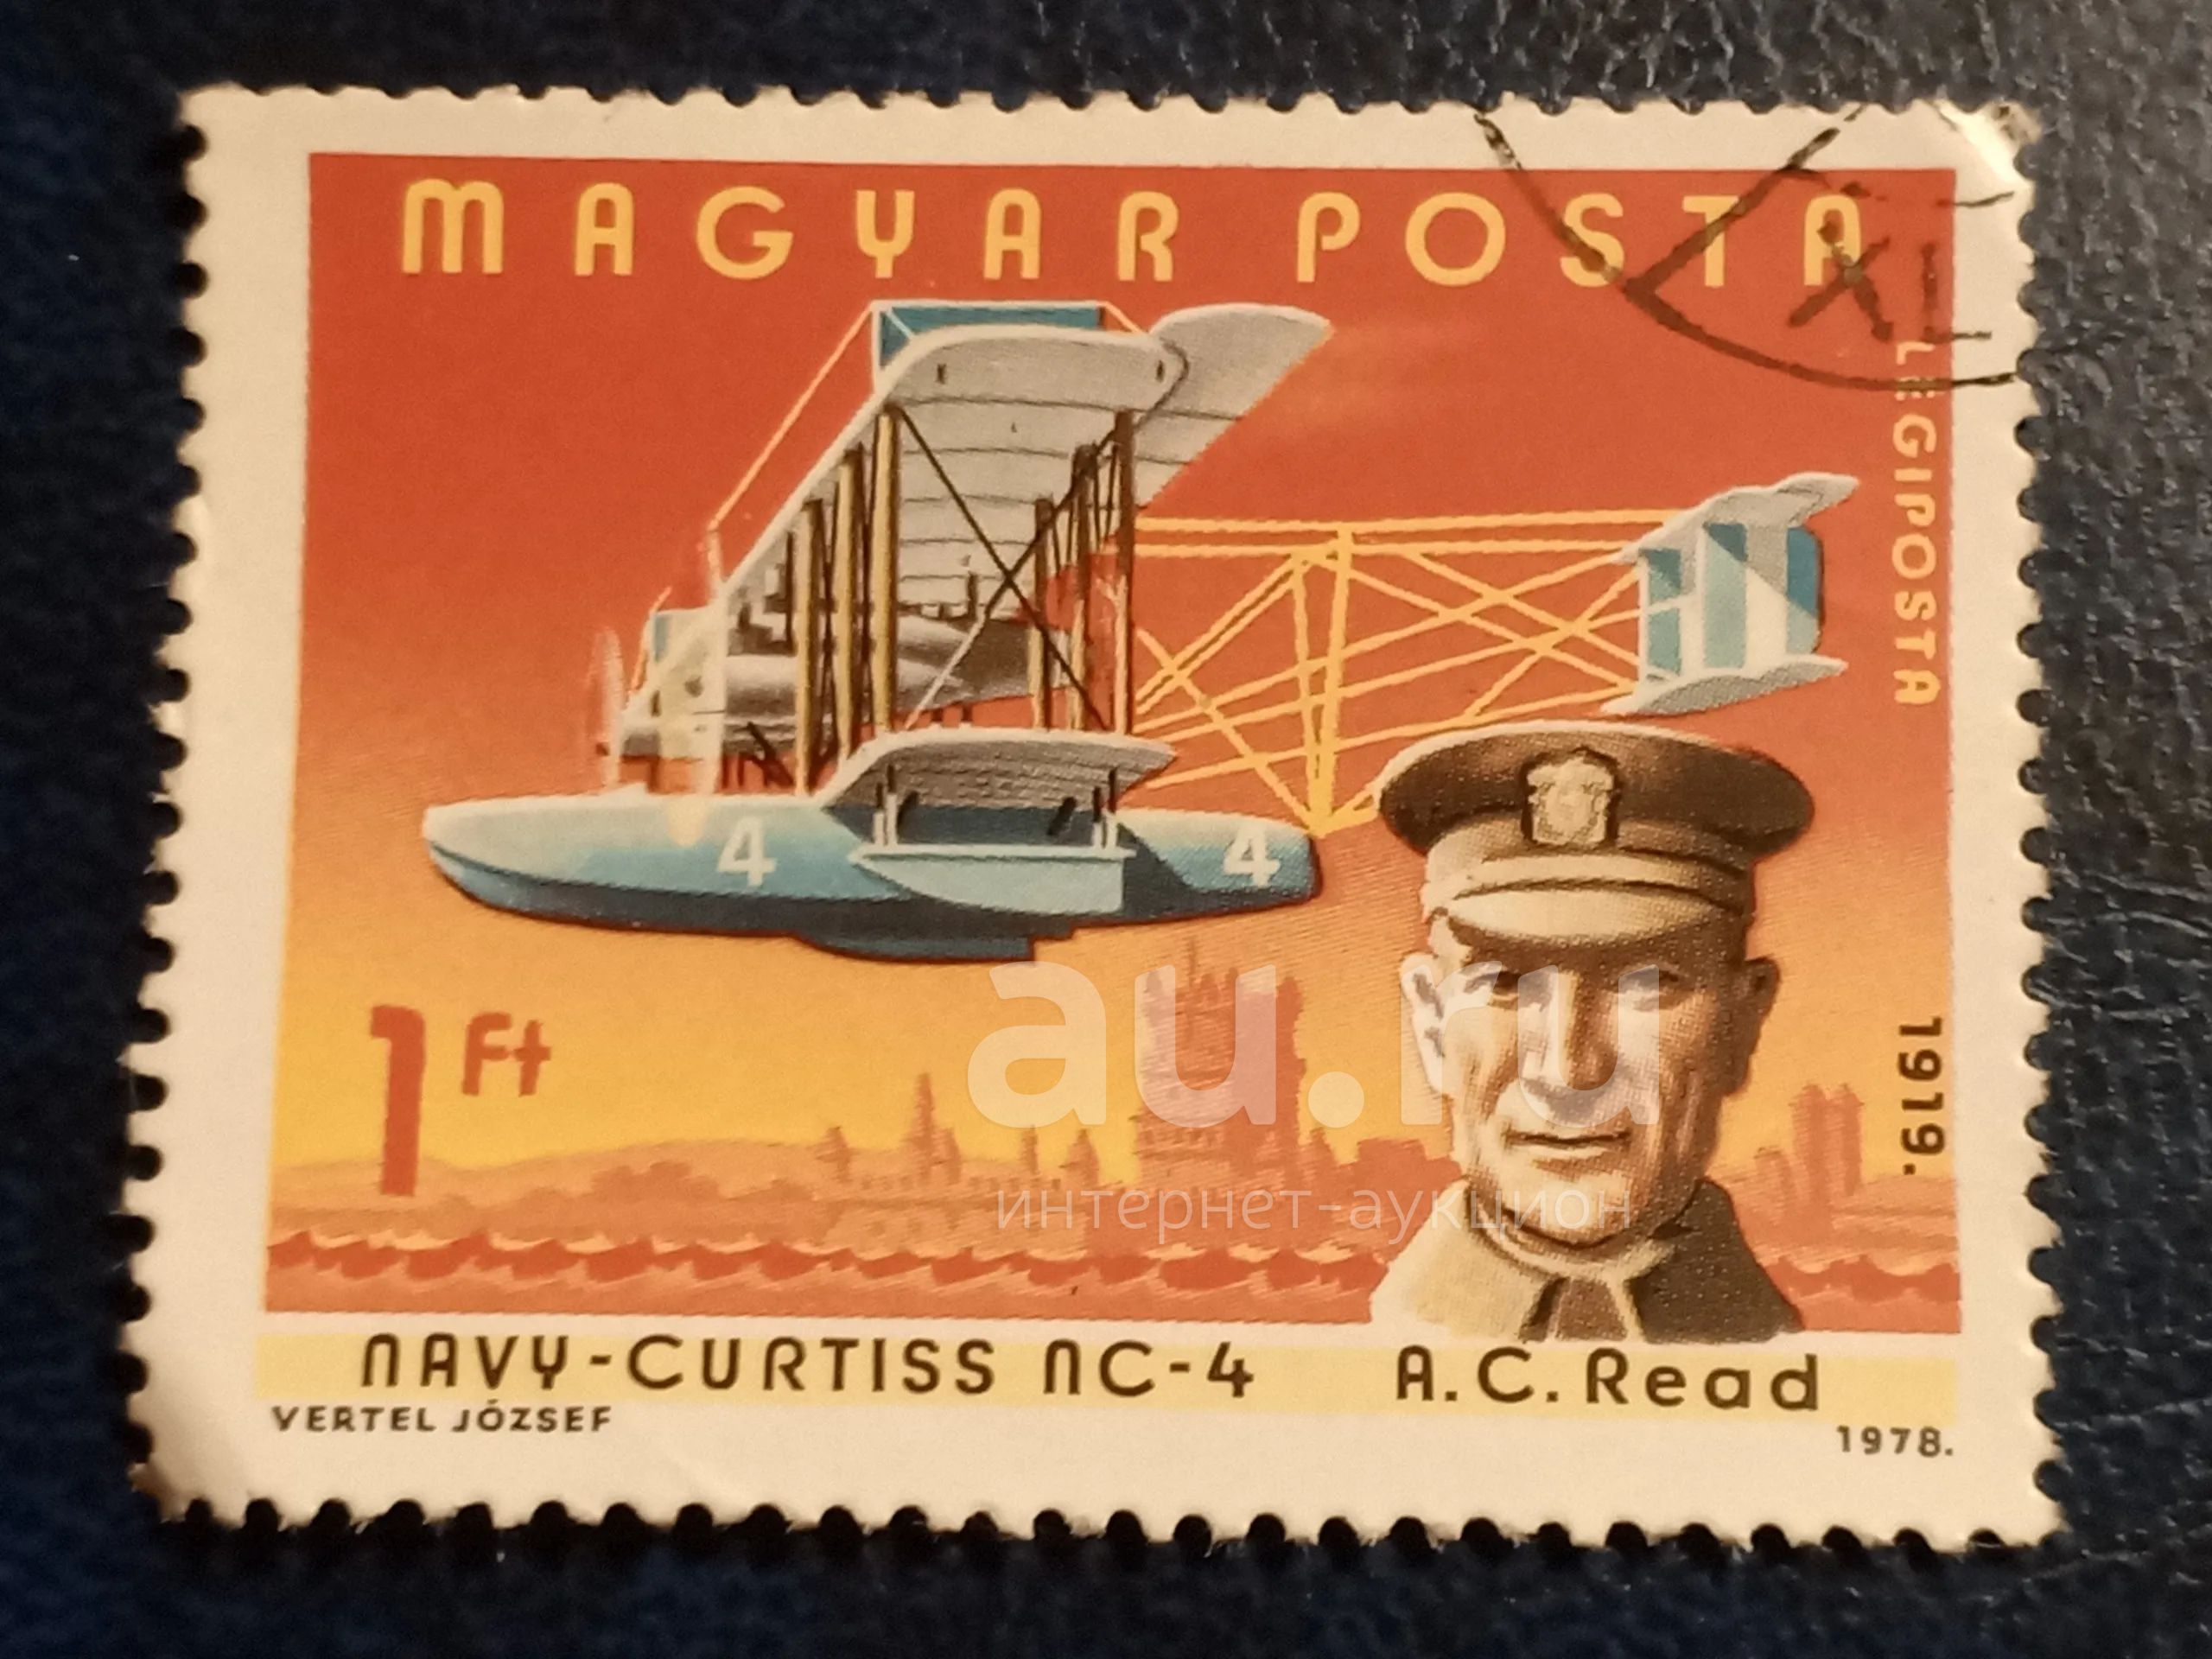 MAGYAR POSTA
XI
LÉGIPOSTA
4
4
1 Ft
au.ru
интернет-аукцион
1919.
NAVY-CURTISS NC-4
A.C.Read
VERTEL JÓZSEF
1978.